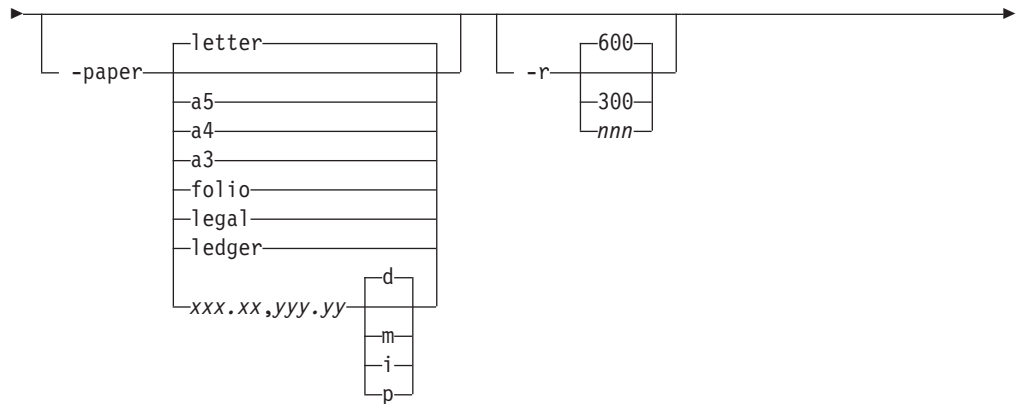 letter
600
-paper
-r
a5
300
a4
nnn
a3
folio
legal
ledger
d
xxx.xx,yyy.yy
m
i
p